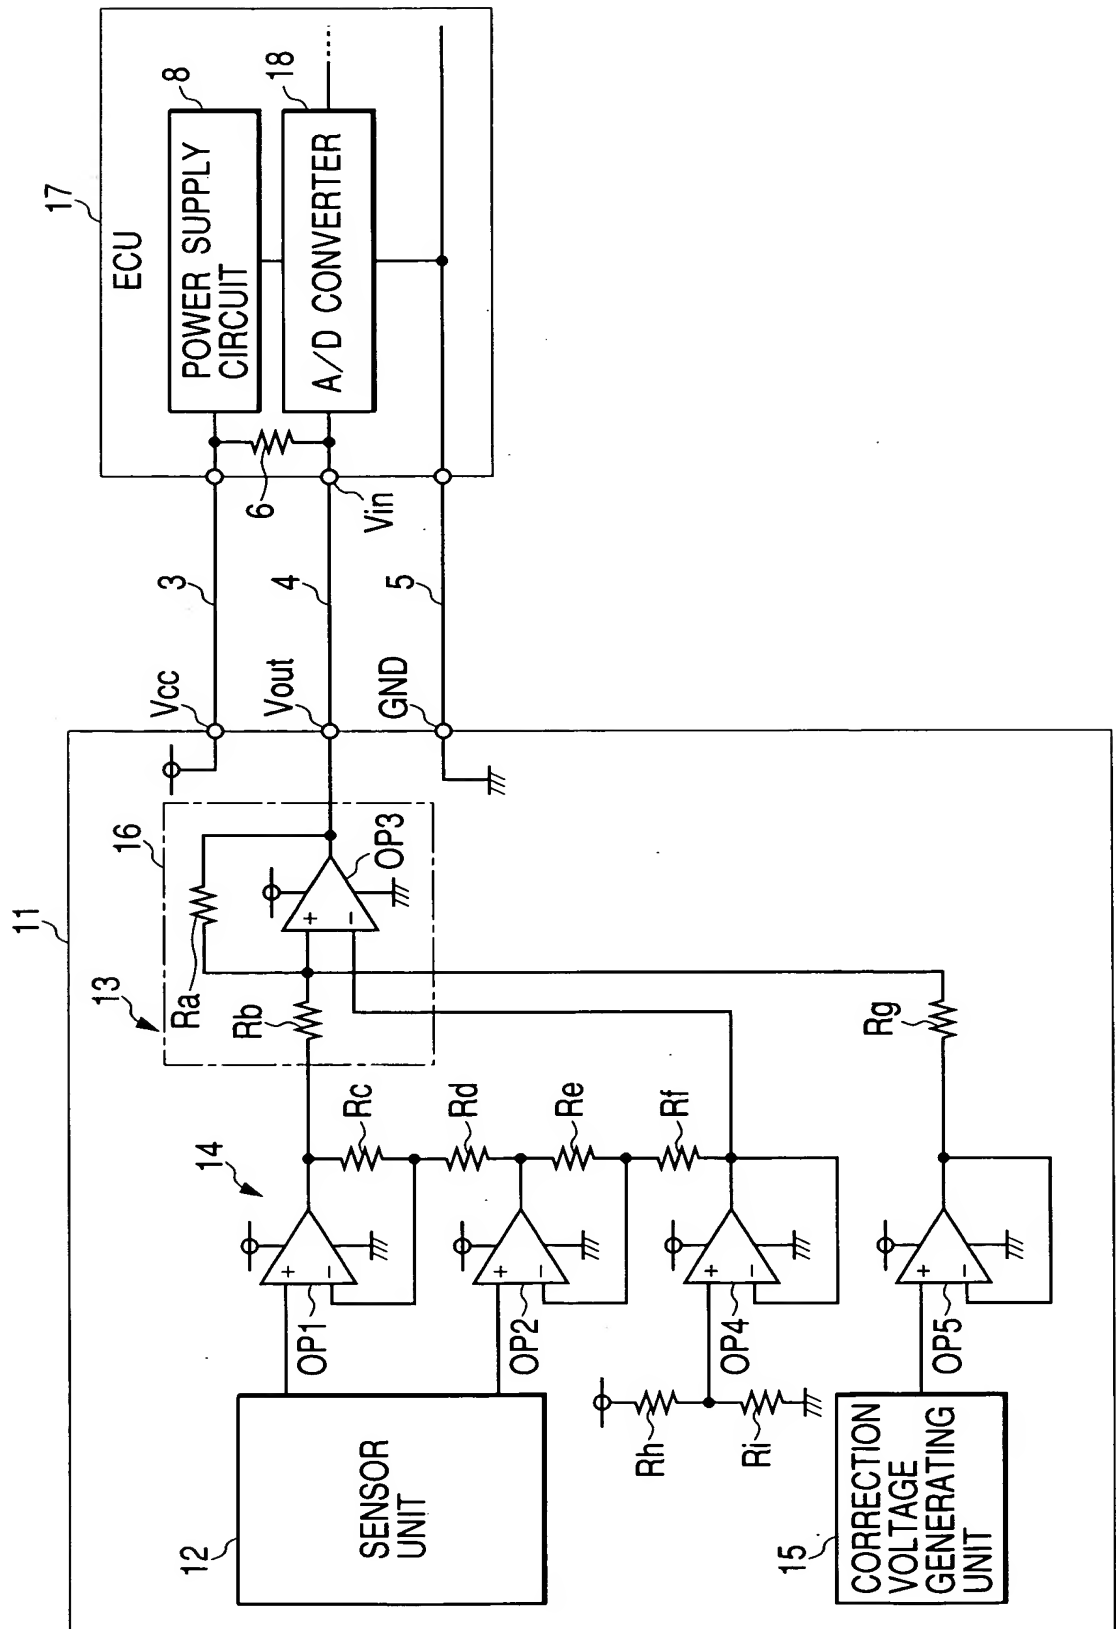 11
13
14
16
Ra
Rb
OP3
+
−
Rc
Rd
Re
Rf
Rg
OP1
+
−
OP2
+
−
OP4
+
−
OP5
+
−
Rh
Ri
12
SENSOR
UNIT
15
CORRECTION
VOLTAGE
GENERATING
UNIT
Vcc
Vout
GND
3
4
5
17
ECU
6
Vin
8
POWER SUPPLY
CIRCUIT
18
A/D CONVERTER